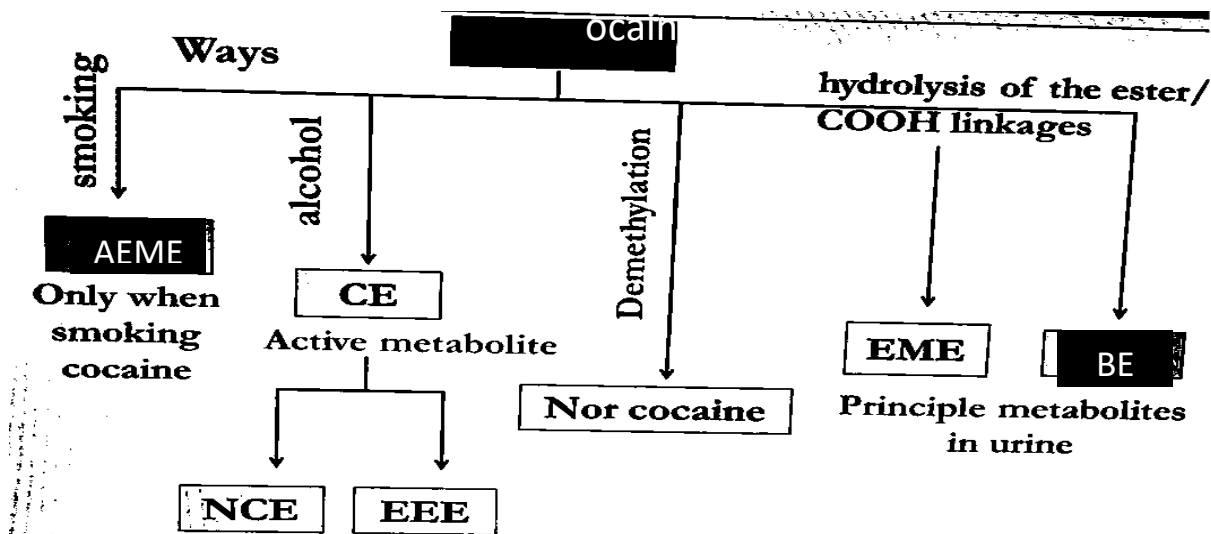 ocain
Ways
smoking
alcohol
Demethylation
hydrolysis of the ester/
COOH linkages
AEME
Only when
smoking
cocaine
CE
Active metabolite
NCE
EEE
Nor cocaine
EME
BE
Principle metabolites
in urine